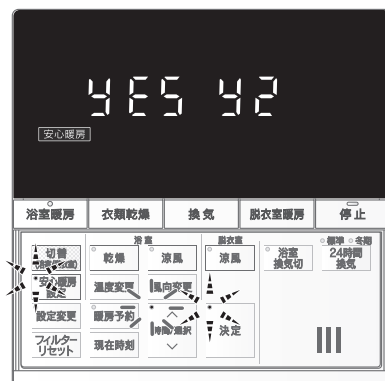 YES Y2
安心暖房
浴室暖房 衣類乾燥 換気 脱衣室暖房 停止
浴室 脱衣室 標準 冬期
切替 乾燥 涼風 涼風 浴室換気切 24時間換気
安心暖房設定 温度変更 風向変更
設定変更 暖房予約 時間/選択 決定
フィルターリセット 現在時刻